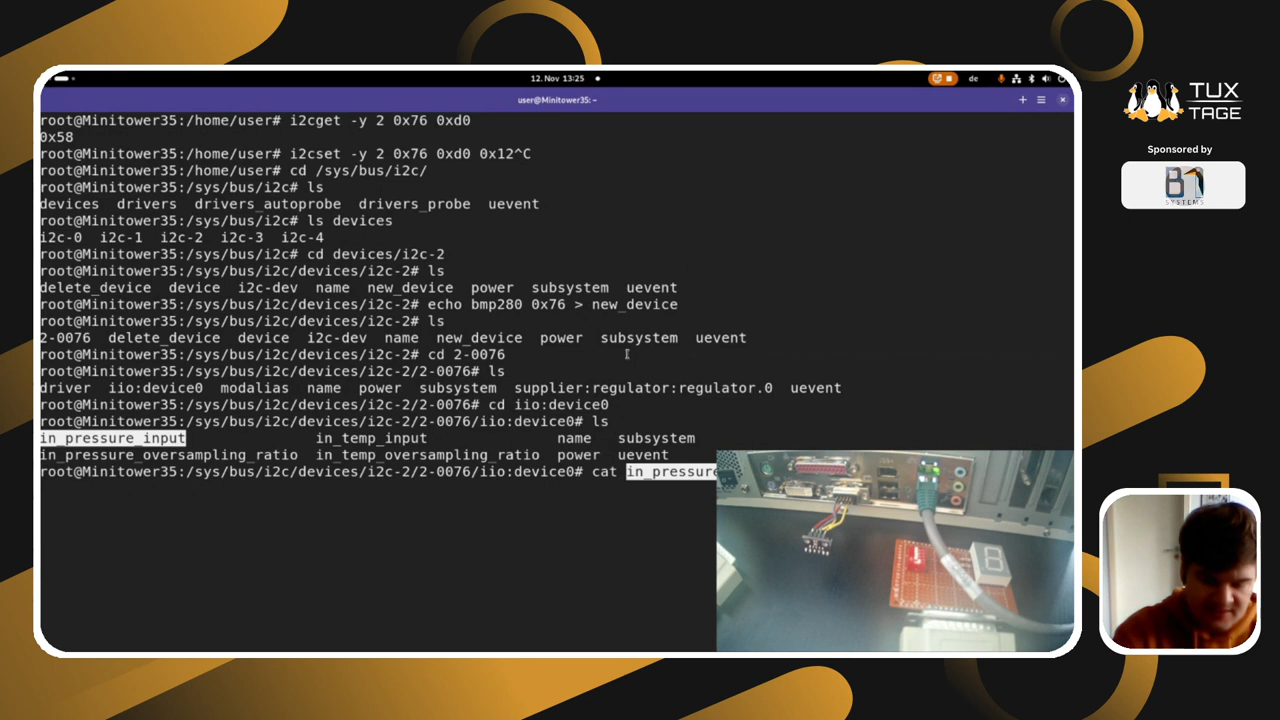 12. Nov 13:25
de
user@Minitower35: ~
root@Minitower35:/home/user# i2cget -y 2 0x76 0xd0
0x58
root@Minitower35:/home/user# i2cset -y 2 0x76 0xd0 0x12^C
root@Minitower35:/home/user# cd /sys/bus/i2c/
root@Minitower35:/sys/bus/i2c# ls
devices drivers drivers_autoprobe drivers_probe uevent
root@Minitower35:/sys/bus/i2c# ls devices
i2c-0 i2c-1 i2c-2 i2c-3 i2c-4
root@Minitower35:/sys/bus/i2c# cd devices/i2c-2
root@Minitower35:/sys/bus/i2c/devices/i2c-2# ls
delete_device device i2c-dev name new_device power subsystem uevent
root@Minitower35:/sys/bus/i2c/devices/i2c-2# echo bmp280 0x76 > new_device
root@Minitower35:/sys/bus/i2c/devices/i2c-2# ls
2-0076 delete_device device i2c-dev name new_device power subsystem uevent
root@Minitower35:/sys/bus/i2c/devices/i2c-2# cd 2-0076
root@Minitower35:/sys/bus/i2c/devices/i2c-2/2-0076# ls
driver iio:device0 modalias name power subsystem supplier:regulator:regulator.0 uevent
root@Minitower35:/sys/bus/i2c/devices/i2c-2/2-0076# cd iio:device0
root@Minitower35:/sys/bus/i2c/devices/i2c-2/2-0076/iio:device0# ls
in_pressure_input in_temp_input name subsystem
in_pressure_oversampling_ratio in_temp_oversampling_ratio power uevent
root@Minitower35:/sys/bus/i2c/devices/i2c-2/2-0076/iio:device0# cat in_pressure
TUX
TAGE
Sponsored by
B1
SYSTEMS